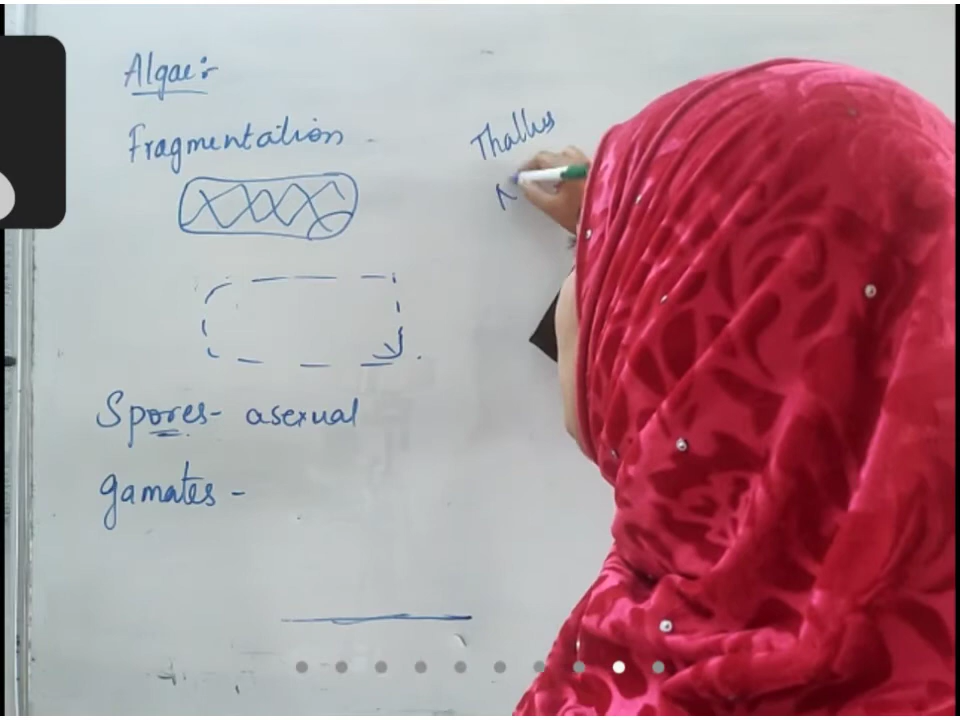 Algae:-
Fragmentation
Thallus
Spores- asexual
gamates -